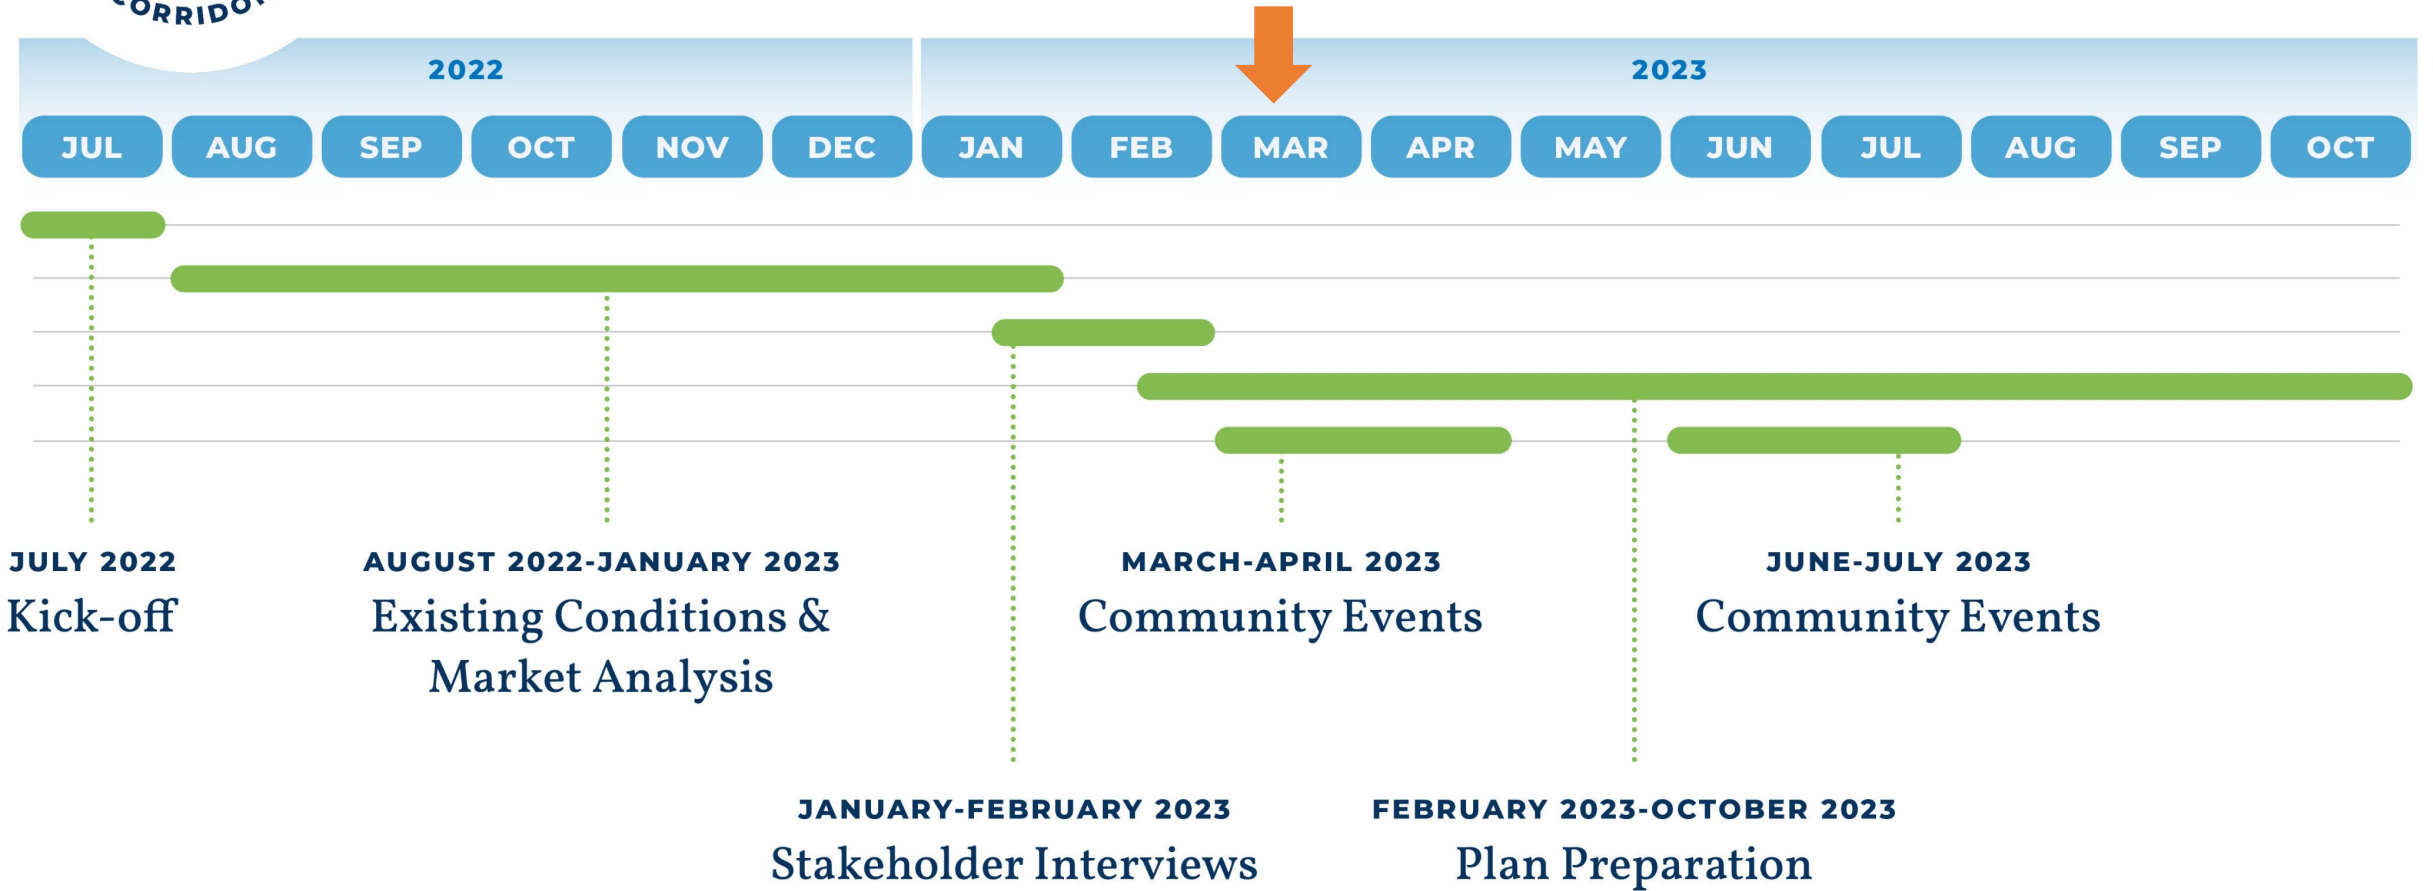 CORRIDO
2022
2023
JUL AUG SEP OCT NOV DEC JAN FEB MAR APR MAY JUN JUL AUG SEP OCT
JULY 2022
Kick-off
AUGUST 2022-JANUARY 2023
Existing Conditions &
Market Analysis
MARCH-APRIL 2023
Community Events
JUNE-JULY 2023
Community Events
JANUARY-FEBRUARY 2023
Stakeholder Interviews
FEBRUARY 2023-OCTOBER 2023
Plan Preparation